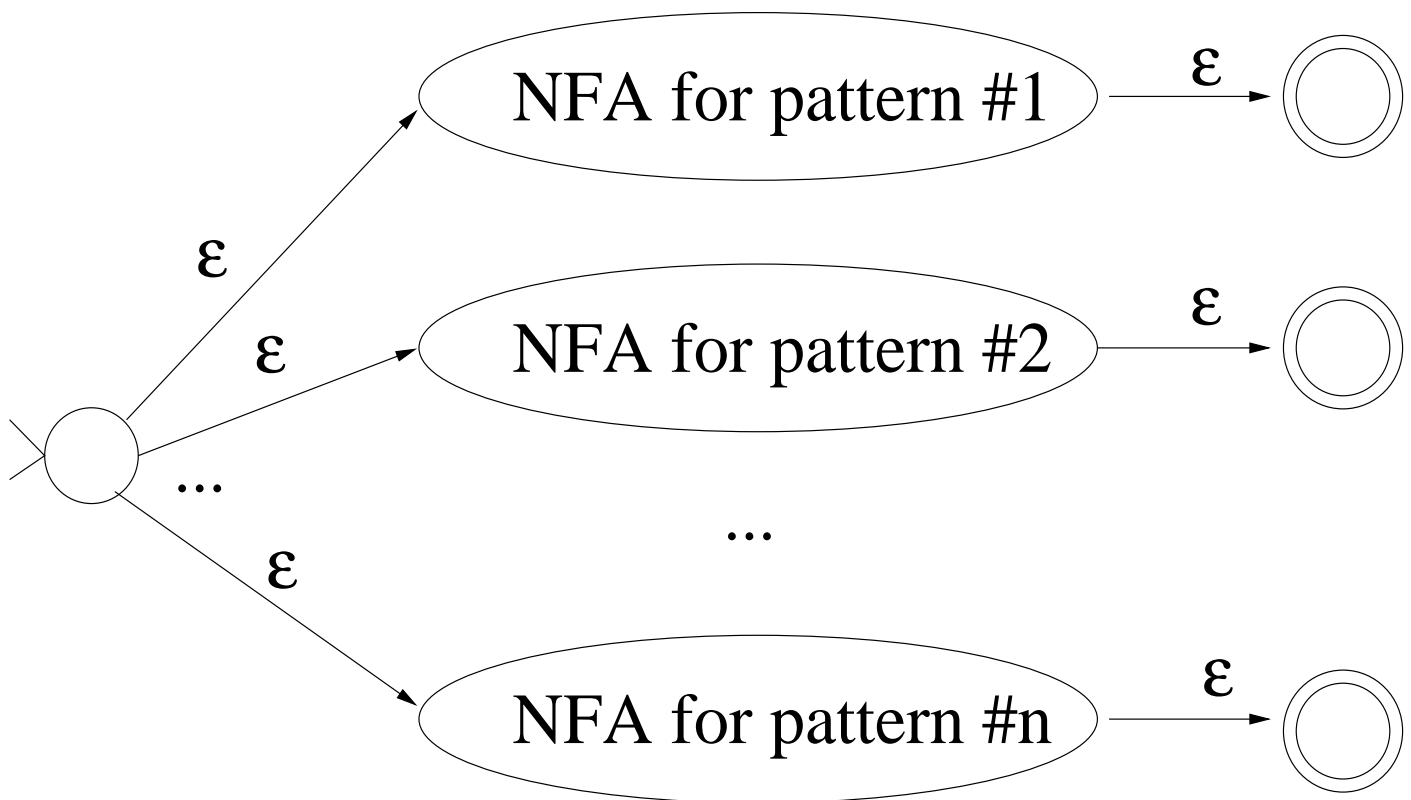 NFA for pattern #1
ε
ε
ε
NFA for pattern #2
ε
...
...
ε
NFA for pattern #n
ε